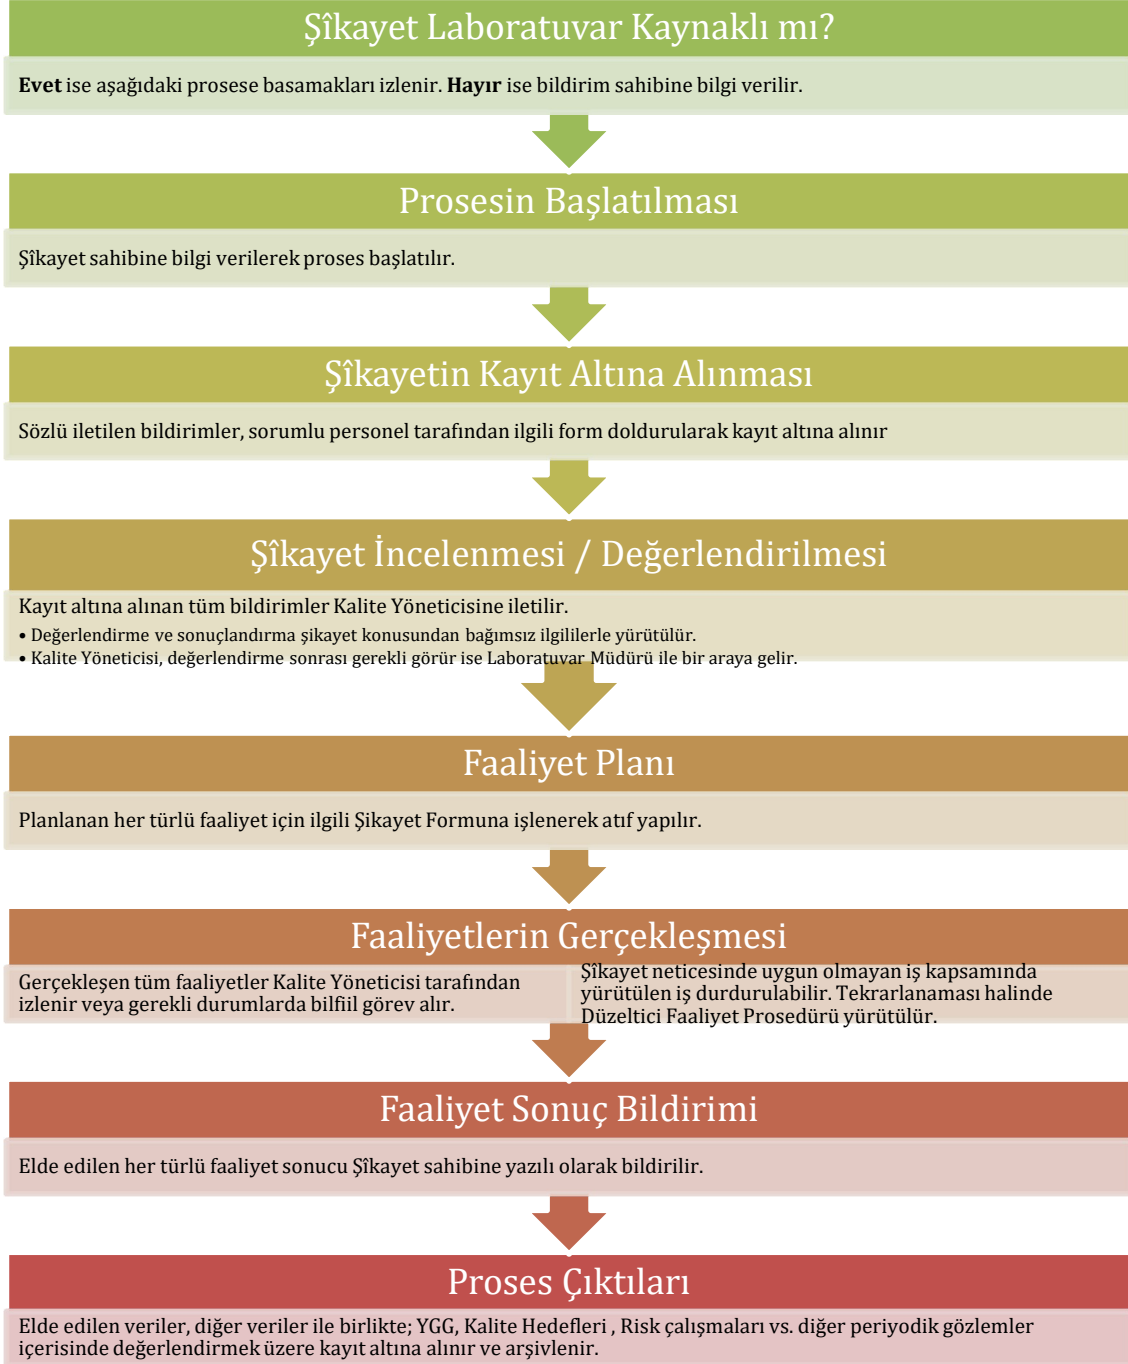 Şîkayet Laboratuvar Kaynaklı mı?
Evet ise aşağıdaki prosese basamakları izlenir. Hayır ise bildirim sahibine bilgi verilir.
Prosesin Başlatılması
Şîkayet sahibine bilgi verilerek proses başlatılır.
Şîkayetin Kayıt Altına Alınması
Sözlü iletilen bildirimler, sorumlu personel tarafından ilgili form doldurularak kayıt altına alınır
Şîkayet İncelenmesi / Değerlendirilmesi
Kayıt altına alınan tüm bildirimler Kalite Yöneticisine iletilir.
• Değerlendirme ve sonuçlandırma şikayet konusundan bağımsız ilgililerle yürütülür.
• Kalite Yöneticisi, değerlendirme sonrası gerekli görür ise Laboratuvar Müdürü ile bir araya gelir.
Faaliyet Planı
Planlanan her türlü faaliyet için ilgili Şikayet Formuna işlenerek atıf yapılır.
Faaliyetlerin Gerçekleşmesi
Gerçekleşen tüm faaliyetler Kalite Yöneticisi tarafından
izlenir veya gerekli durumlarda bilfiil görev alır.
Şîkayet neticesinde uygun olmayan iş kapsamında
yürütülen iş durdurulabilir. Tekrarlanaması halinde
Düzeltici Faaliyet Prosedürü yürütülür.
Faaliyet Sonuç Bildirimi
Elde edilen her türlü faaliyet sonucu Şîkayet sahibine yazılı olarak bildirilir.
Proses Çıktıları
Elde edilen veriler, diğer veriler ile birlikte; YGG, Kalite Hedefleri , Risk çalışmaları vs. diğer periyodik gözlemler
içerisinde değerlendirmek üzere kayıt altına alınır ve arşivlenir.